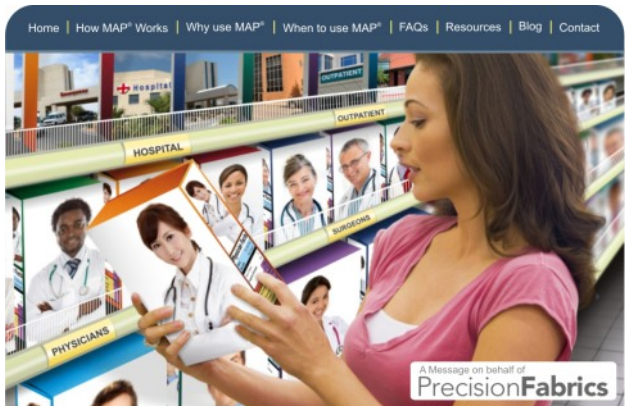 Home | How MAP® Works | Why use MAP® | When to use MAP® | FAQs | Resources | Blog | Contact
Hospital
OUTPATIENT
HOSPITAL
OUTPATIENT
SURGEONS
PHYSICIANS
A Message on behalf of
PrecisionFabrics